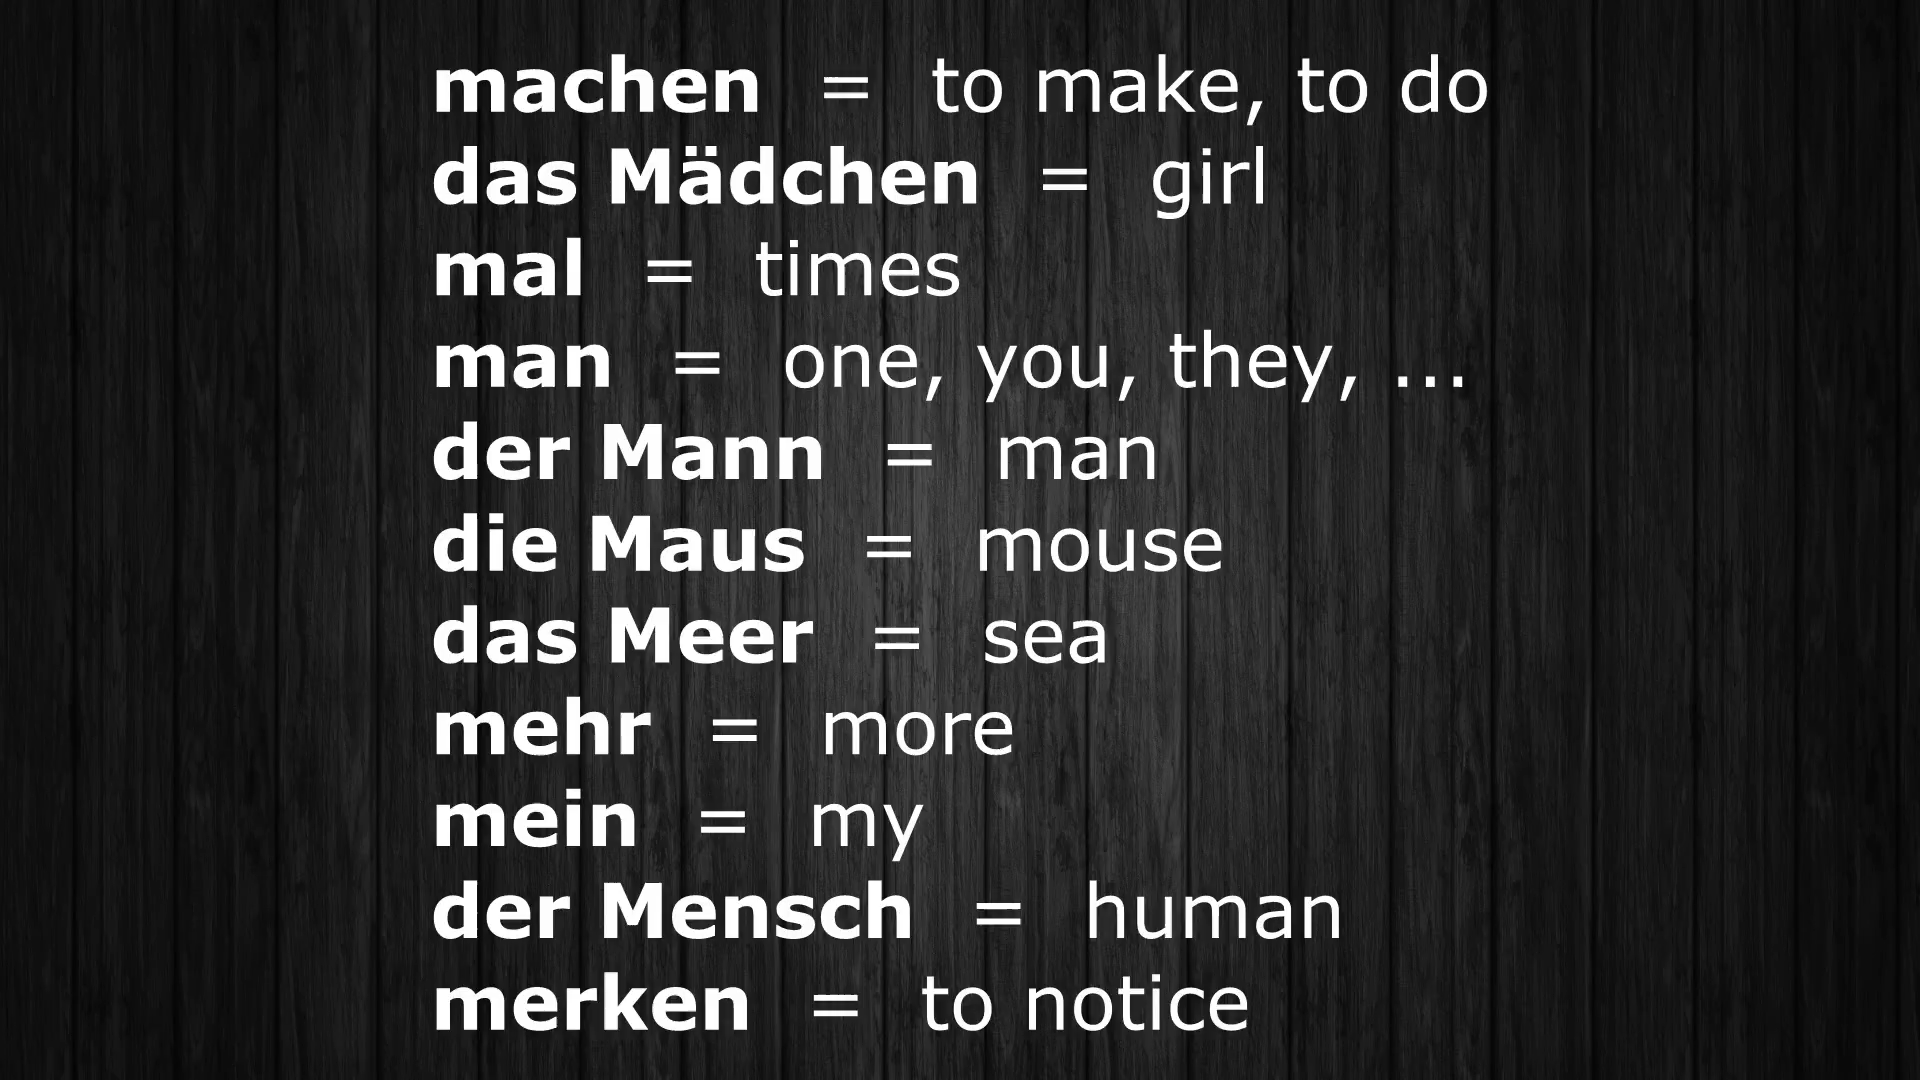 machen = to make, to do
das Mädchen = girl
mal = times
man = one, you, they, ...
der Mann = man
die Maus = mouse
das Meer = sea
mehr = more
mein = my
der Mensch = human
merken = to notice